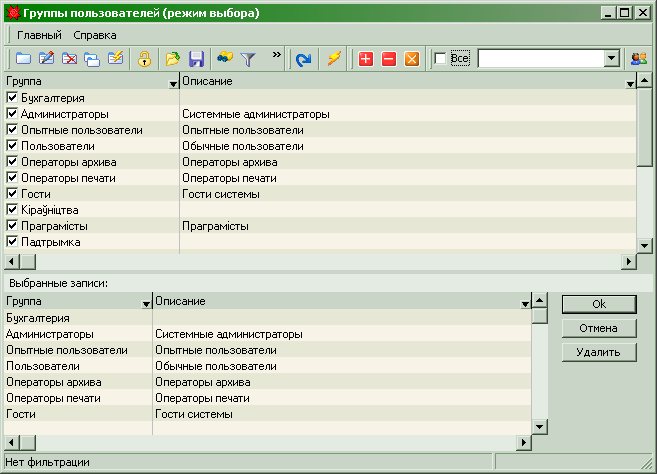 Группы пользователей (режим выбора)
Главный Справка
Все
Группа Описание
Бухгалтерия
Администраторы Системные администраторы
Опытные пользователи Опытные пользователи
Пользователи Обычные пользователи
Операторы архива Операторы архива
Операторы печати Операторы печати
Гости Гости системы
Кіраўніцтва
Праграмісты Праграмісты
Падтрымка
Выбранные записи:
Группа Описание
Бухгалтерия
Администраторы Системные администраторы
Опытные пользователи Опытные пользователи
Пользователи Обычные пользователи
Операторы архива Операторы архива
Операторы печати Операторы печати
Гости Гости системы
Ok
Отмена
Удалить
Нет фильтрации